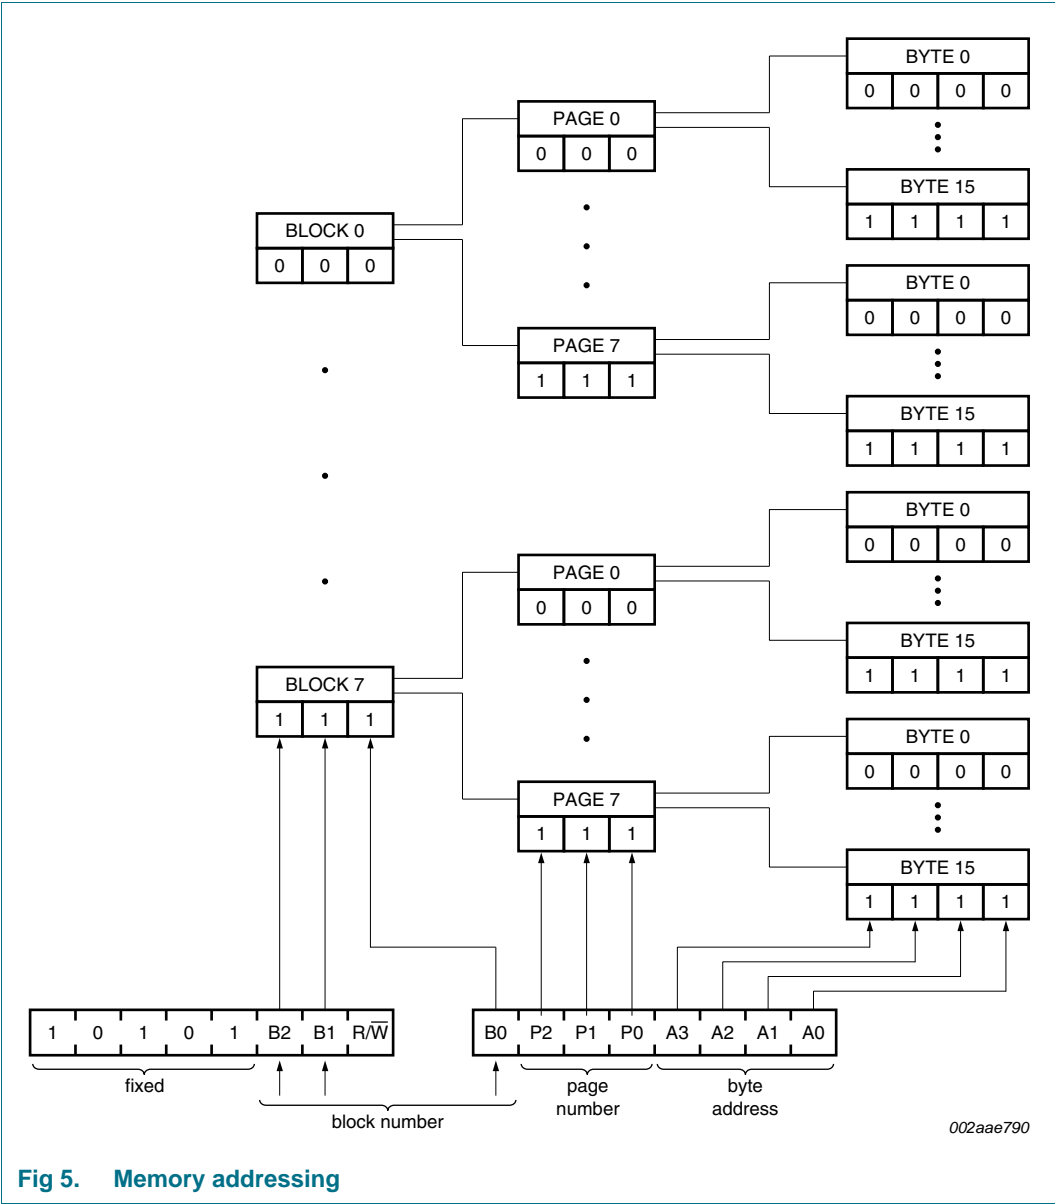 BYTE 0
0 0 0 0
PAGE 0
0 0 0
BYTE 15
1 1 1 1
BLOCK 0
0 0 0
BYTE 0
0 0 0 0
PAGE 7
1 1 1
BYTE 15
1 1 1 1
BYTE 0
0 0 0 0
PAGE 0
0 0 0
BYTE 15
1 1 1 1
BLOCK 7
1 1 1
BYTE 0
0 0 0 0
PAGE 7
1 1 1
BYTE 15
1 1 1 1
1 0 1 0 1 B2 B1 R/W̅
B0 P2 P1 P0 A3 A2 A1 A0
fixed
block number
page
number
byte
address
002aae790
Fig 5. Memory addressing